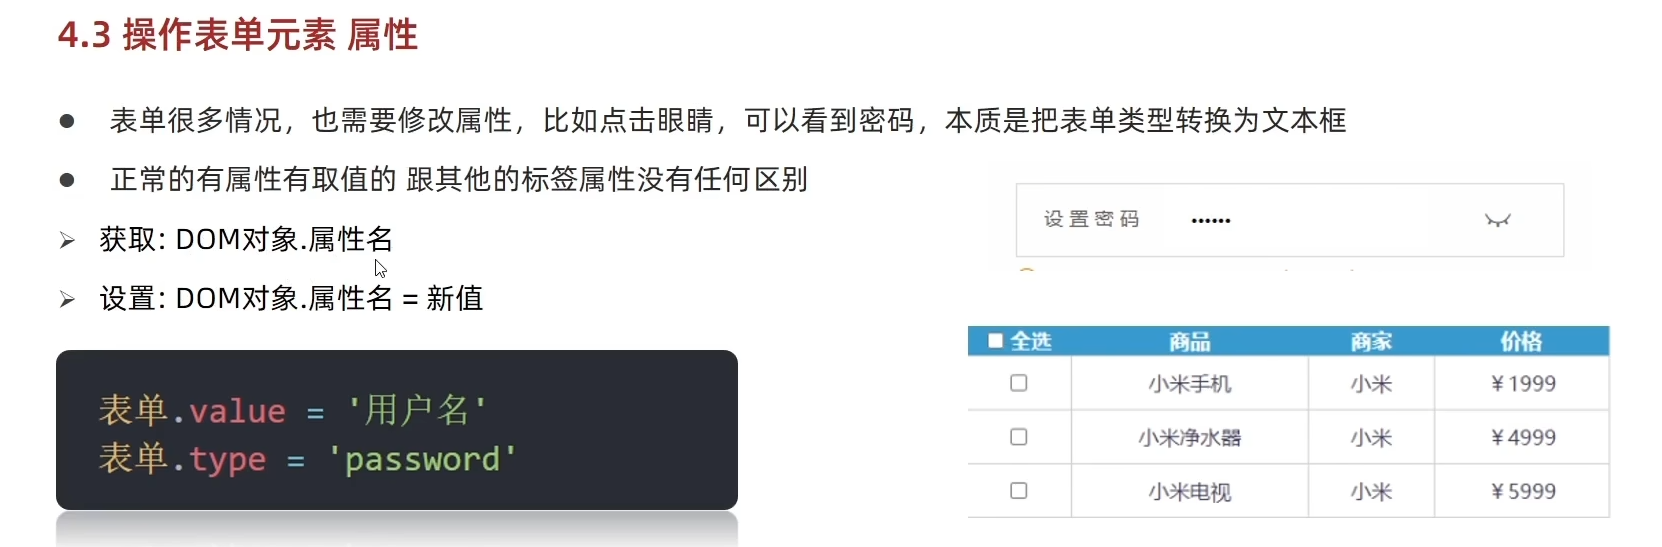 4.3 操作表单元素 属性
表单很多情况，也需要修改属性，比如点击眼睛，可以看到密码，本质是把表单类型转换为文本框
正常的有属性有取值的 跟其他的标签属性没有任何区别
获取: DOM对象.属性名
设置: DOM对象.属性名 = 新值
表单.value = '用户名'
表单.type = 'password'
设置密码 ••••••
全选 商品 商家 价格
小米手机 小米 ¥1999
小米净水器 小米 ¥4999
小米电视 小米 ¥5999